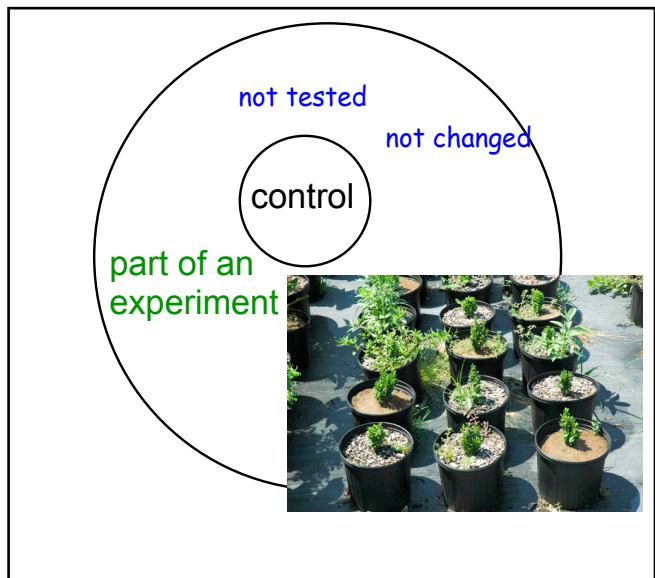 not tested
not changed
control
part of an
experiment